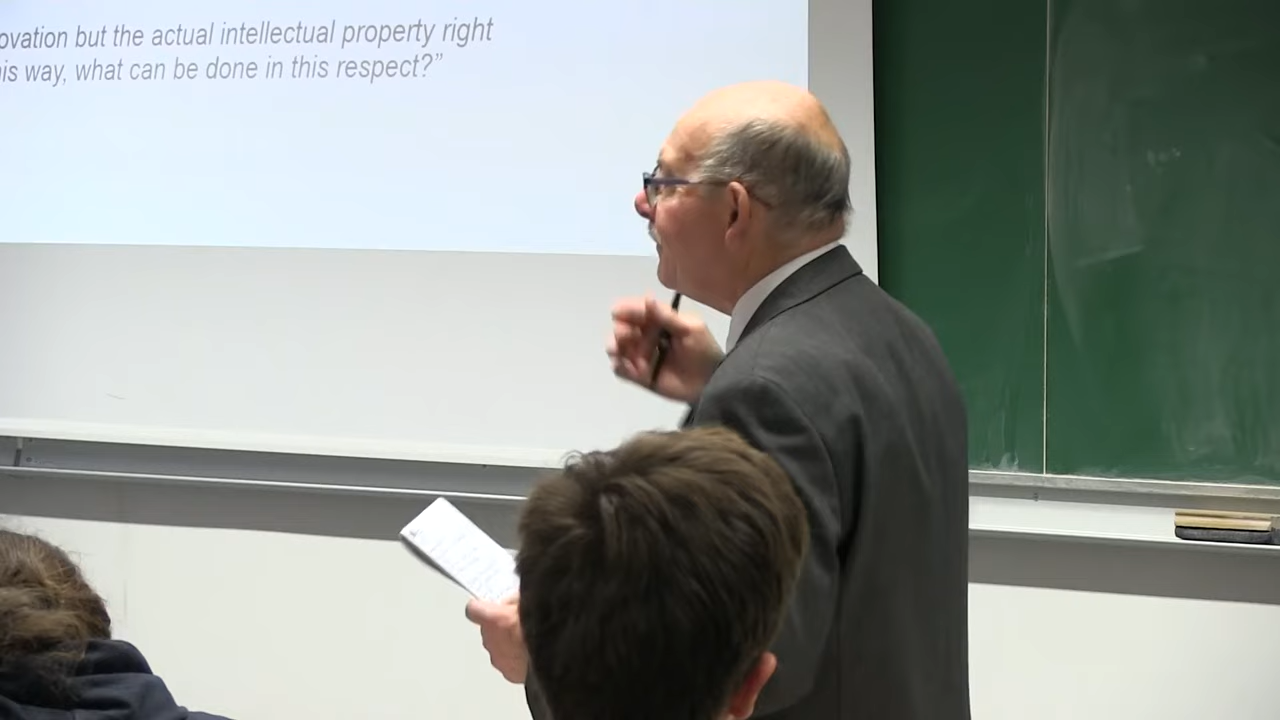 ovation but the actual intellectual property right
is way, what can be done in this respect?”